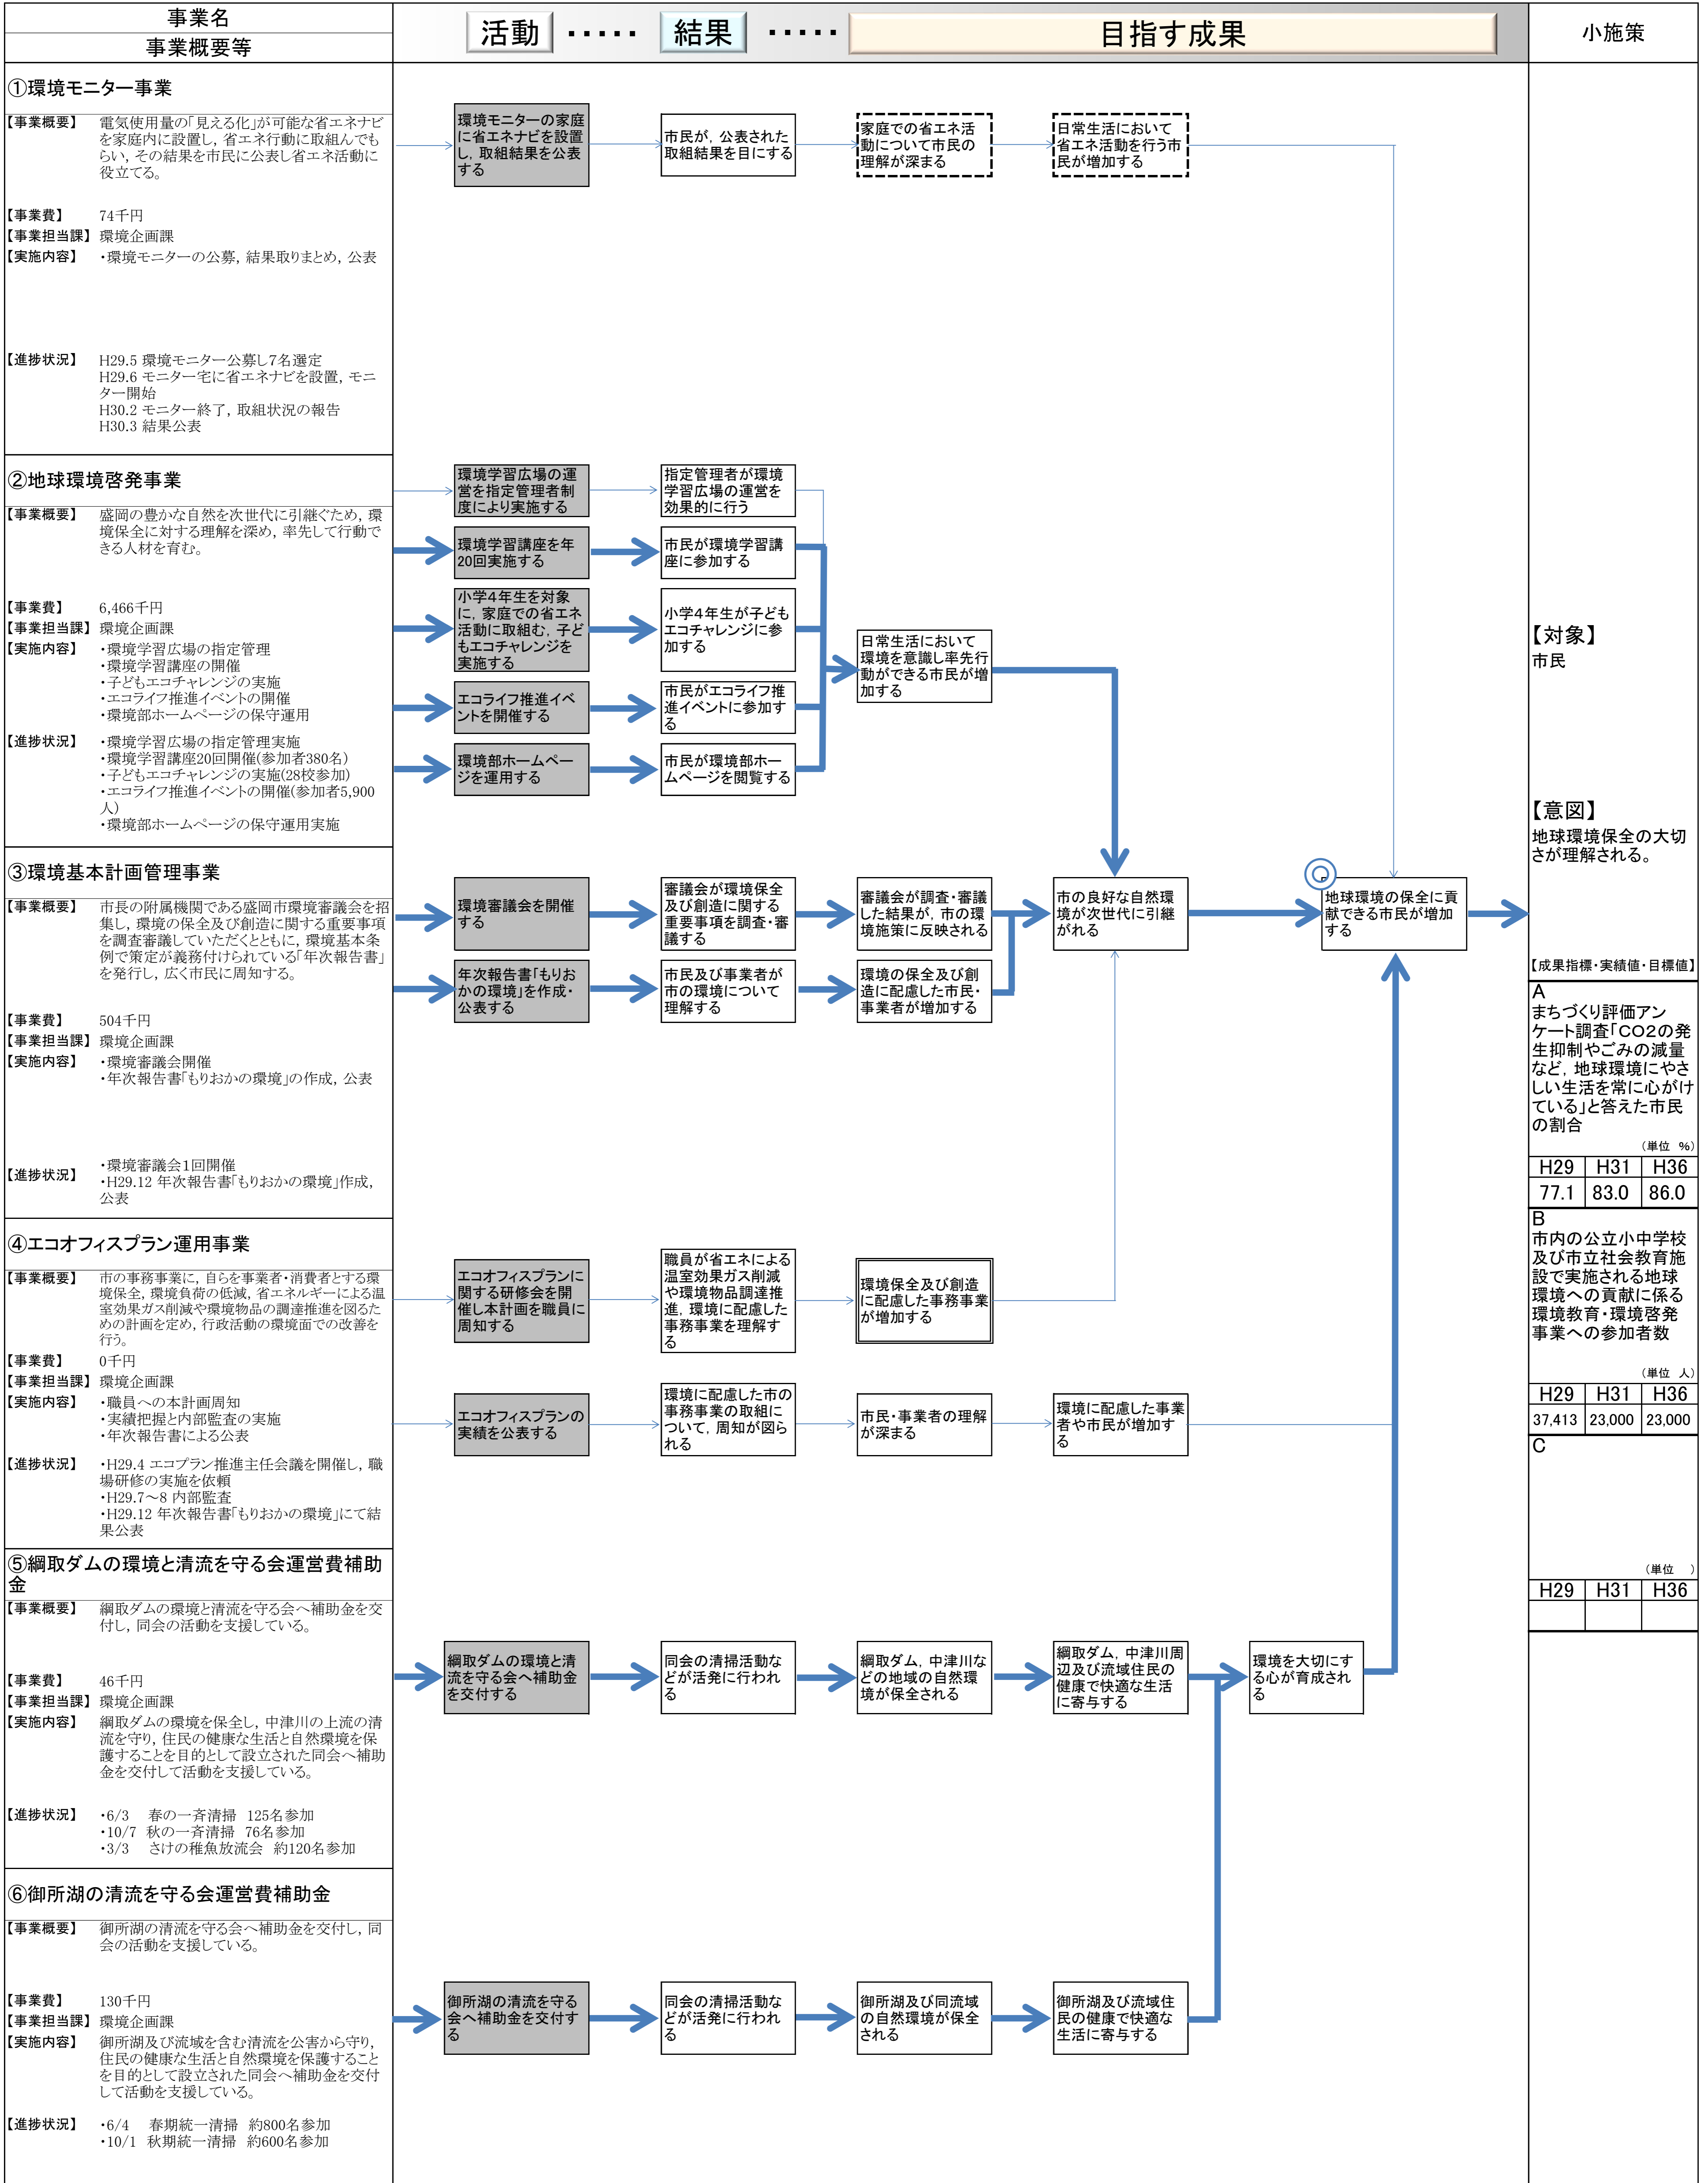 事業名
事業概要等
活動 ・・・・・ 結果 ・・・・・ 目指す成果
小施策
①環境モニター事業
【事業概要】 電気使用量の「見える化」が可能な省エネナビ
を家庭内に設置し，省エネ行動に取組んでも
らい，その結果を市民に公表し省エネ活動に
役立てる。
【事業費】 74千円
【事業担当課】 環境企画課
【実施内容】 ・環境モニターの公募，結果取りまとめ，公表
【進捗状況】 H29.5 環境モニター公募し7名選定
H29.6 モニター宅に省エネナビを設置，モニ
ター開始
H30.2 モニター終了，取組状況の報告
H30.3 結果公表
環境モニターの家庭
に省エネナビを設置
し，取組結果を公表
する
市民が，公表された
取組結果を目にする
家庭での省エネ活
動について市民の
理解が深まる
日常生活において
省エネ活動を行う市
民が増加する
②地球環境啓発事業
【事業概要】 盛岡の豊かな自然を次世代に引継ぐため，環
境保全に対する理解を深め，率先して行動で
きる人材を育む。
【事業費】 6,466千円
【事業担当課】 環境企画課
【実施内容】 ・環境学習広場の指定管理
・環境学習講座の開催
・子どもエコチャレンジの実施
・エコライフ推進イベントの開催
・環境部ホームページの保守運用
【進捗状況】 ・環境学習広場の指定管理実施
・環境学習講座20回開催(参加者380名)
・子どもエコチャレンジの実施(28校参加)
・エコライフ推進イベントの開催(参加者5,900
人)
・環境部ホームページの保守運用実施
環境学習広場の運
営を指定管理者制
度により実施する
指定管理者が環境
学習広場の運営を
効果的に行う
環境学習講座を年
20回実施する
市民が環境学習講
座に参加する
小学4年生を対象
に，家庭での省エネ
活動に取組む，子ど
もエコチャレンジを
実施する
小学4年生が子ども
エコチャレンジに参
加する
エコライフ推進イベ
ントを開催する
市民がエコライフ推
進イベントに参加す
る
環境部ホームペー
ジを運用する
市民が環境部ホー
ムページを閲覧する
日常生活において
環境を意識し率先行
動ができる市民が増
加する
③環境基本計画管理事業
【事業概要】 市長の附属機関である盛岡市環境審議会を招
集し，環境の保全及び創造に関する重要事項
を調査審議していただくとともに，環境基本条
例で策定が義務付けられている「年次報告書」
を発行し，広く市民に周知する。
【事業費】 504千円
【事業担当課】 環境企画課
【実施内容】 ・環境審議会開催
・年次報告書「もりおかの環境」の作成，公表
【進捗状況】 ・環境審議会1回開催
・H29.12 年次報告書「もりおかの環境」作成，
公表
環境審議会を開催
する
審議会が環境保全
及び創造に関する
重要事項を調査・審
議する
審議会が調査・審議
した結果が，市の環
境施策に反映される
市の良好な自然環
境が次世代に引継
がれる
◎
地球環境の保全に貢
献できる市民が増加
する
年次報告書「もりお
かの環境」を作成・
公表する
市民及び事業者が
市の環境について
理解する
環境の保全及び創
造に配慮した市民・
事業者が増加する
④エコオフィスプラン運用事業
【事業概要】 市の事務事業に，自らを事業者・消費者とする環
境保全，環境負荷の低減，省エネルギーによる温
室効果ガス削減や環境物品の調達推進を図るた
めの計画を定め，行政活動の環境面での改善を
行う。
【事業費】 0千円
【事業担当課】 環境企画課
【実施内容】 ・職員への本計画周知
・実績把握と内部監査の実施
・年次報告書による公表
【進捗状況】 ・H29.4 エコプラン推進主任会議を開催し，職
場研修の実施を依頼
・H29.7～8 内部監査
・H29.12 年次報告書「もりおかの環境」にて結
果公表
エコオフィスプランに
関する研修会を開
催し本計画を職員に
周知する
職員が省エネによる
温室効果ガス削減
や環境物品調達推
進，環境に配慮した
事務事業を理解す
る
環境保全及び創造
に配慮した事務事業
が増加する
エコオフィスプランの
実績を公表する
環境に配慮した市の
事務事業の取組に
ついて，周知が図ら
れる
市民・事業者の理解
が深まる
環境に配慮した事業
者や市民が増加す
る
⑤綱取ダムの環境と清流を守る会運営費補助
金
【事業概要】 綱取ダムの環境と清流を守る会へ補助金を交
付し，同会の活動を支援している。
【事業費】 46千円
【事業担当課】 環境企画課
【実施内容】 綱取ダムの環境を保全し，中津川の上流の清
流を守り，住民の健康な生活と自然環境を保
護することを目的として設立された同会へ補助
金を交付して活動を支援している。
【進捗状況】 ・6/3 春の一斉清掃 125名参加
・10/7 秋の一斉清掃 76名参加
・3/3 さけの稚魚放流会 約120名参加
綱取ダムの環境と清
流を守る会へ補助金
を交付する
同会の清掃活動な
どが活発に行われ
る
綱取ダム，中津川な
どの地域の自然環
境が保全される
綱取ダム，中津川周
辺及び流域住民の
健康で快適な生活
に寄与する
環境を大切にす
る心が育成され
る
⑥御所湖の清流を守る会運営費補助金
【事業概要】 御所湖の清流を守る会へ補助金を交付し，同
会の活動を支援している。
【事業費】 130千円
【事業担当課】 環境企画課
【実施内容】 御所湖及び流域を含む清流を公害から守り，
住民の健康な生活と自然環境を保護すること
を目的として設立された同会へ補助金を交付
して活動を支援している。
【進捗状況】 ・6/4 春期統一清掃 約800名参加
・10/1 秋期統一清掃 約600名参加
御所湖の清流を守る
会へ補助金を交付す
る
同会の清掃活動な
どが活発に行われ
る
御所湖及び同流域
の自然環境が保全
される
御所湖及び流域住
民の健康で快適な
生活に寄与する
【対象】
市民
【意図】
地球環境保全の大切
さが理解される。
【成果指標・実績値・目標値】
A
まちづくり評価アン
ケート調査「CO2の発
生抑制やごみの減量
など，地球環境にやさ
しい生活を常に心がけ
ている」と答えた市民
の割合
（単位 %）
H29 H31 H36
77.1 83.0 86.0
B
市内の公立小中学校
及び市立社会教育施
設で実施される地球
環境への貢献に係る
環境教育・環境啓発
事業への参加者数
（単位 人）
H29 H31 H36
37,413 23,000 23,000
C
（単位 ）
H29 H31 H36